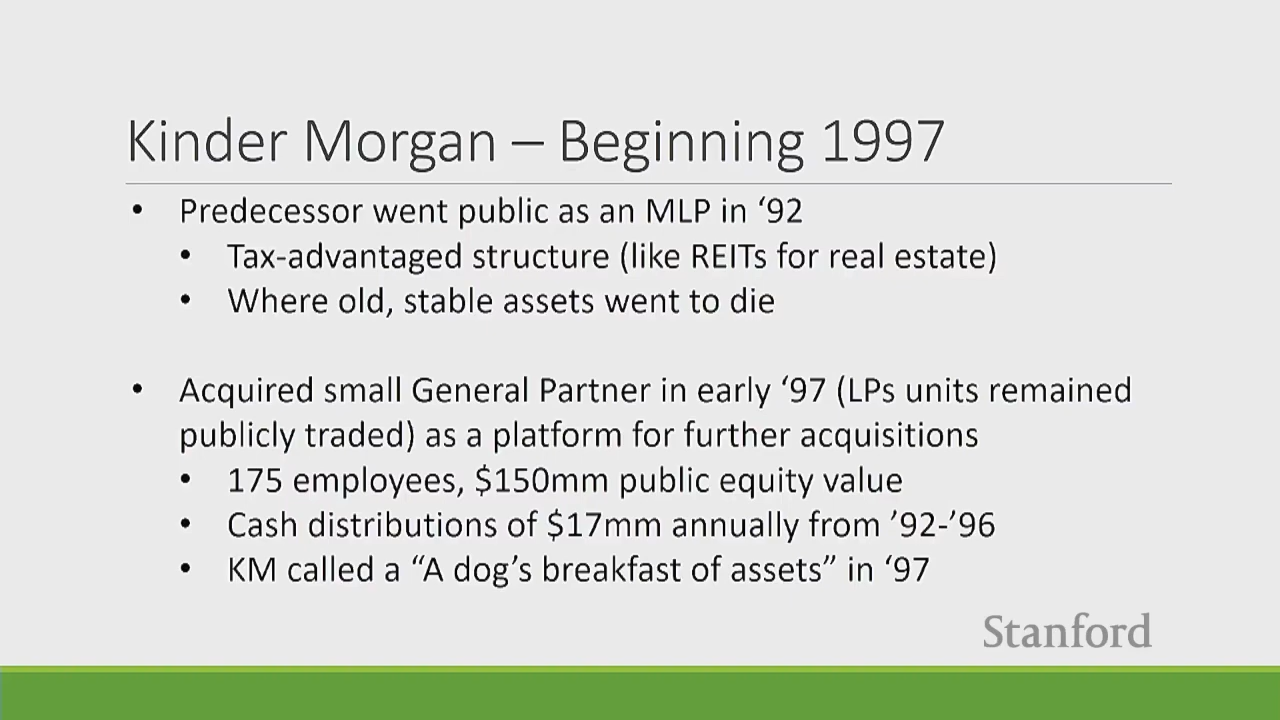 Kinder Morgan – Beginning 1997
• Predecessor went public as an MLP in ‘92
• Tax-advantaged structure (like REITs for real estate)
• Where old, stable assets went to die
• Acquired small General Partner in early ‘97 (LPs units remained
publicly traded) as a platform for further acquisitions
• 175 employees, $150mm public equity value
• Cash distributions of $17mm annually from ’92-’96
• KM called a “A dog’s breakfast of assets” in ‘97
Stanford